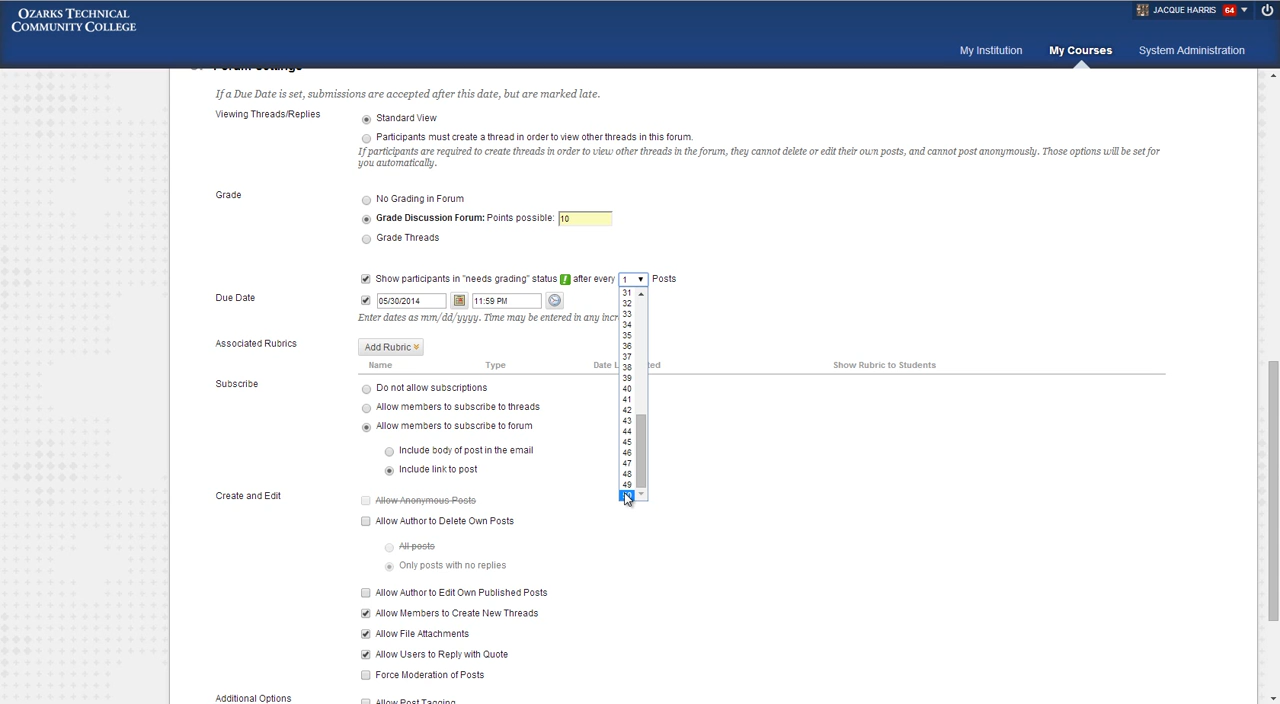 OZARKS TECHNICAL
COMMUNITY COLLEGE
JACQUE HARRIS 64
My Institution My Courses System Administration
Forum Settings
If a Due Date is set, submissions are accepted after this date, but are marked late.
Viewing Threads/Replies
Standard View
Participants must create a thread in order to view other threads in this forum.
If participants are required to create threads in order to view other threads in the forum, they cannot delete or edit their own posts, and cannot post anonymously. Those options will be set for
you automatically.
Grade
No Grading in Forum
Grade Discussion Forum: Points possible: 10
Grade Threads
Show participants in "needs grading" status ! after every 1 Posts
31
32
33
34
35
36
37
38
39
40
41
42
43
44
45
46
47
48
49
Due Date 05/30/2014 11:59 PM
Enter dates as mm/dd/yyyy. Time may be entered in any
Associated Rubrics Add Rubric
Name Type Date Show Rubric to Students
Subscribe
Do not allow subscriptions
Allow members to subscribe to threads
Allow members to subscribe to forum
Include body of post in the email
Include link to post
Create and Edit
Allow Anonymous Posts
Allow Author to Delete Own Posts
All posts
Only posts with no replies
Allow Author to Edit Own Published Posts
Allow Members to Create New Threads
Allow File Attachments
Allow Users to Reply with Quote
Force Moderation of Posts
Additional Options
Allow Post Tagging